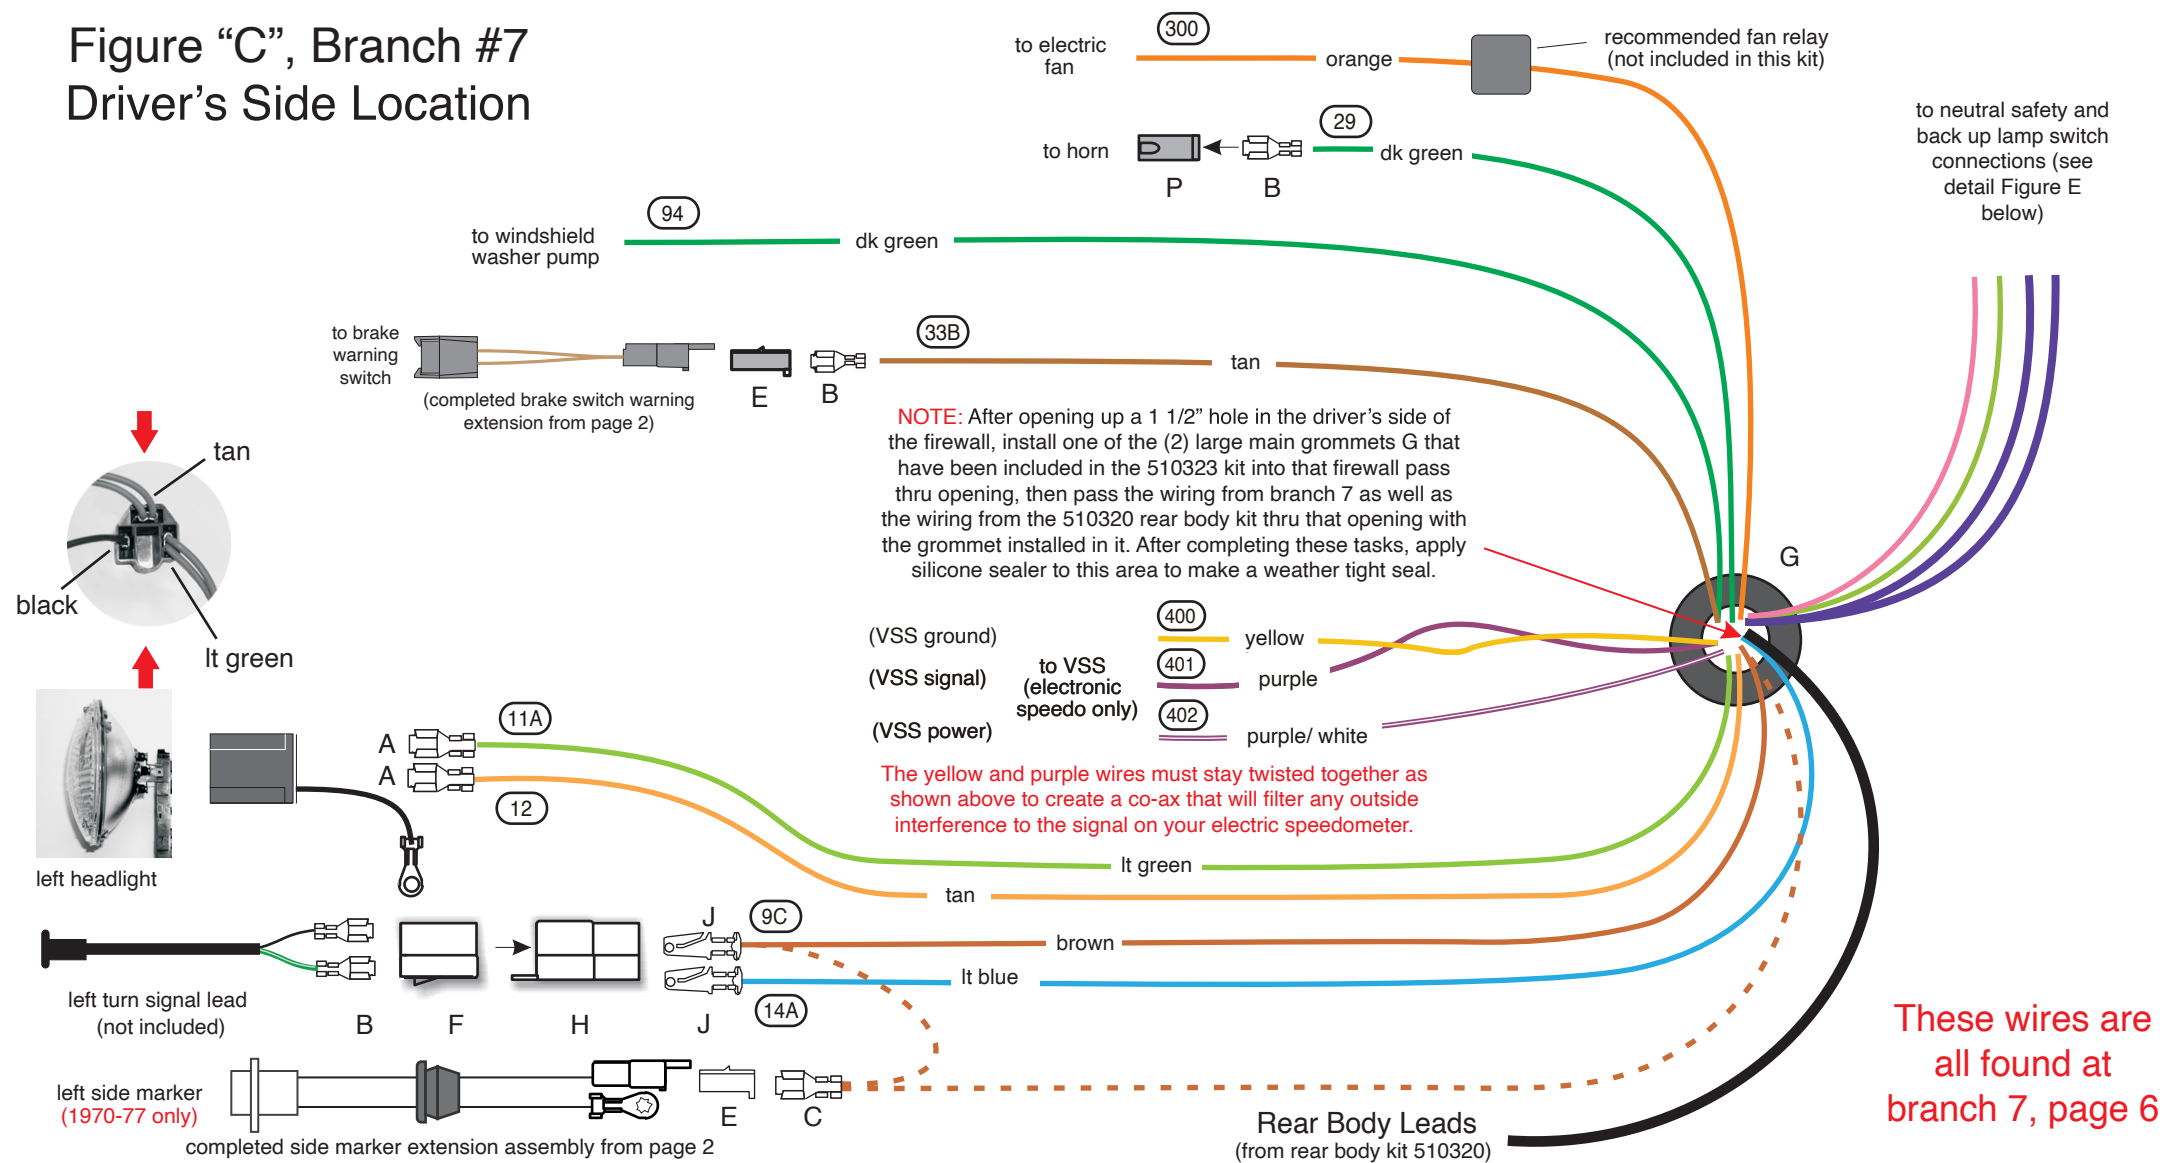 Figure “C”, Branch #7
Driver’s Side Location
300
to electric
fan
orange
recommended fan relay
(not included in this kit)
to neutral safety and
back up lamp switch
connections (see
detail Figure E
below)
29
to horn
dk green
P
B
94
to windshield
washer pump
dk green
33B
to brake
warning
switch
tan
(completed brake switch warning
extension from page 2)
E
B
NOTE: After opening up a 1 1/2” hole in the driver’s side of
the firewall, install one of the (2) large main grommets G that
have been included in the 510323 kit into that firewall pass
thru opening, then pass the wiring from branch 7 as well as
the wiring from the 510320 rear body kit thru that opening with
the grommet installed in it. After completing these tasks, apply
silicone sealer to this area to make a weather tight seal.
G
tan
black
lt green
(VSS ground)
400
yellow
(VSS signal)
to VSS
(electronic
speedo only)
401
purple
(VSS power)
402
purple/ white
The yellow and purple wires must stay twisted together as
shown above to create a co-ax that will filter any outside
interference to the signal on your electric speedometer.
11A
A
A
12
left headlight
lt green
tan
J
9C
brown
lt blue
14A
left turn signal lead
(not included)
B
F
H
J
left side marker
(1970-77 only)
E
C
completed side marker extension assembly from page 2
Rear Body Leads
(from rear body kit 510320)
These wires are
all found at
branch 7, page 6